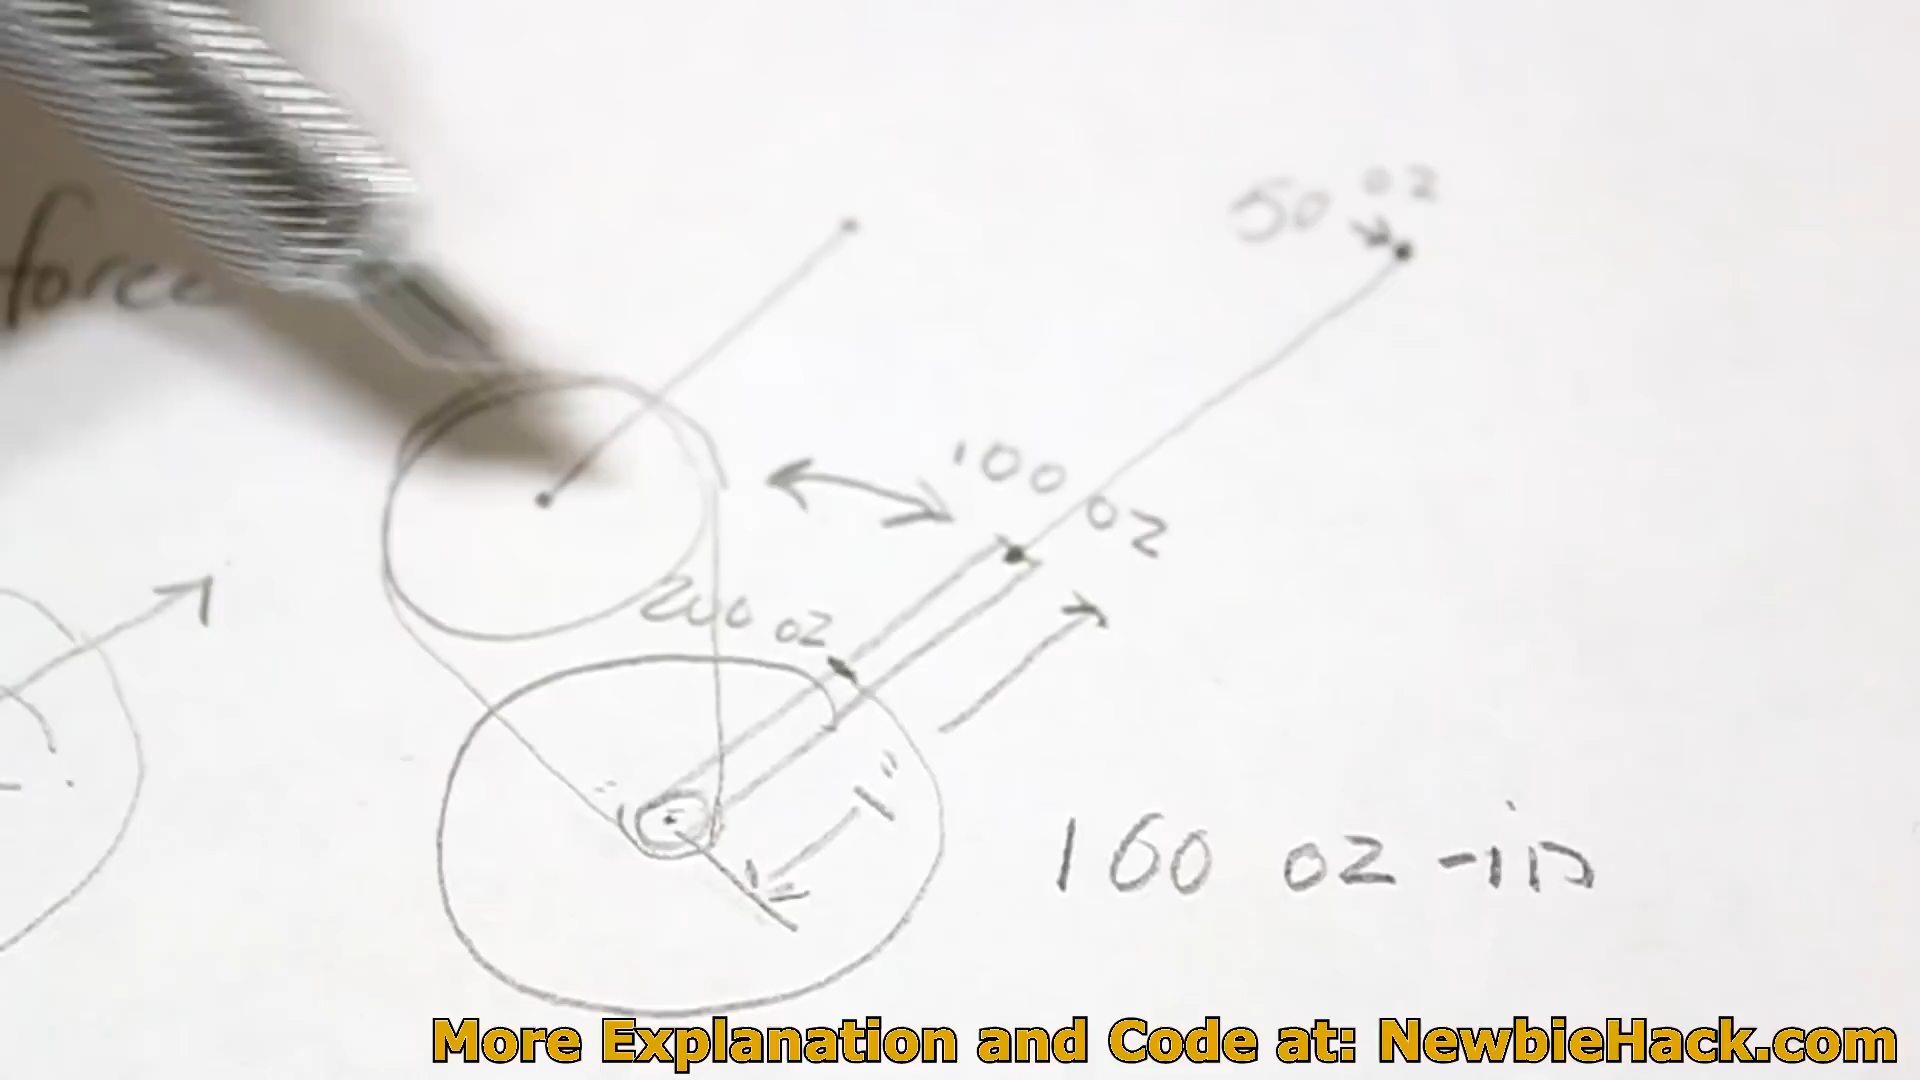 50 oz
force
100 oz
200 oz
1"
100 oz-in
More Explanation and Code at: NewbieHack.com